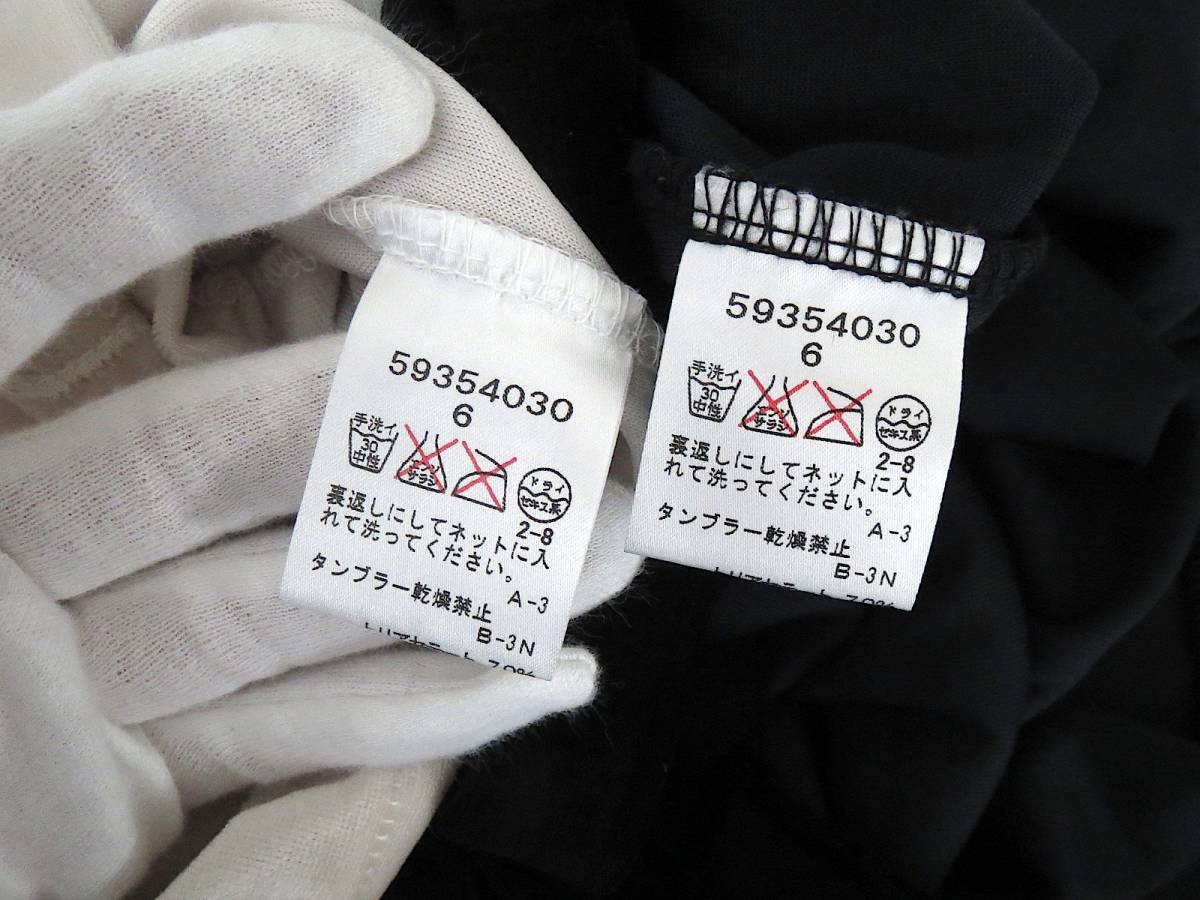 59354030
6
手洗イ
30
中性
エンソ
サラシ
ドライ
セキユ系
2-8
裏返しにしてネットに入
れて洗ってください。
A-3
タンブラー乾燥禁止
B-3N
59354030
6
手洗イ
30
中性
エンソ
サラシ
ドライ
セキユ系
2-8
裏返しにしてネットに入
れて洗ってください。
A-3
タンブラー乾燥禁止
B-3N